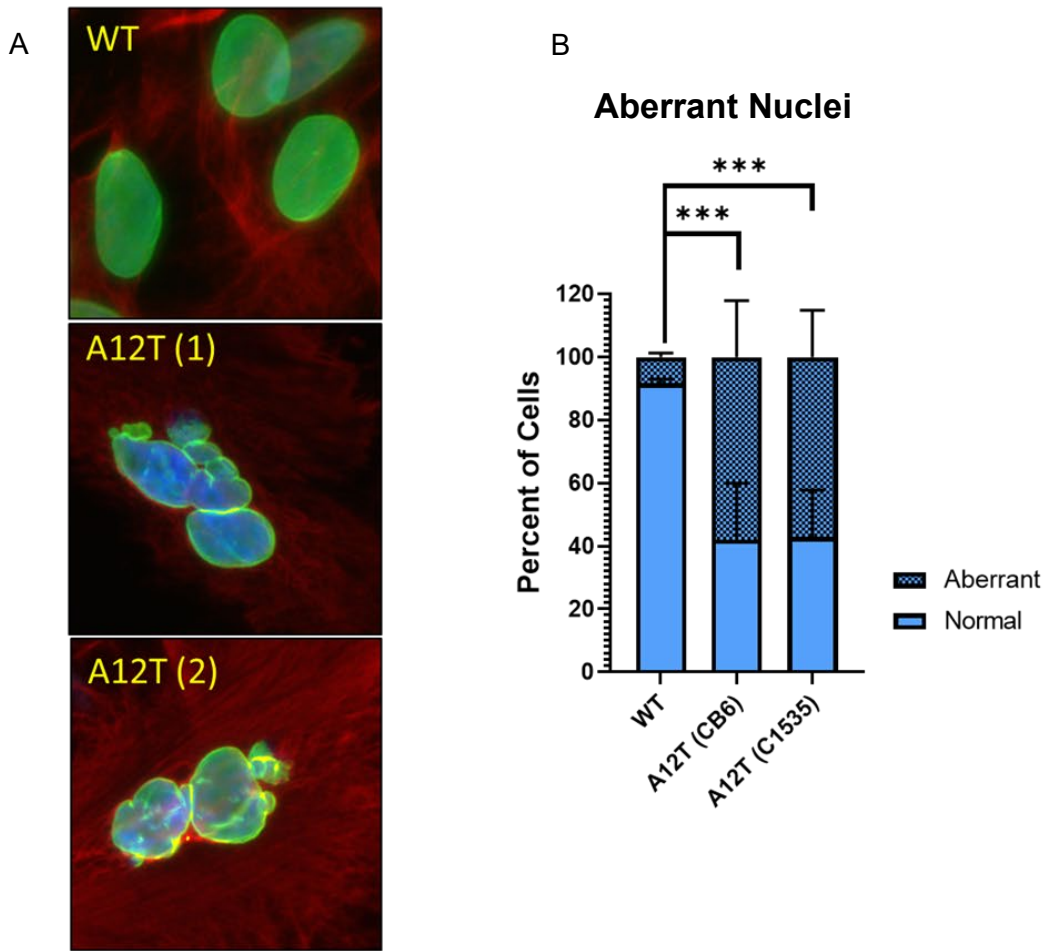 A
WT
A12T (1)
A12T (2)
B
Aberrant Nuclei
***
***
Percent of Cells
120
100
80
60
40
20
0
WT
A12T (CB6)
A12T (C1535)
Aberrant
Normal